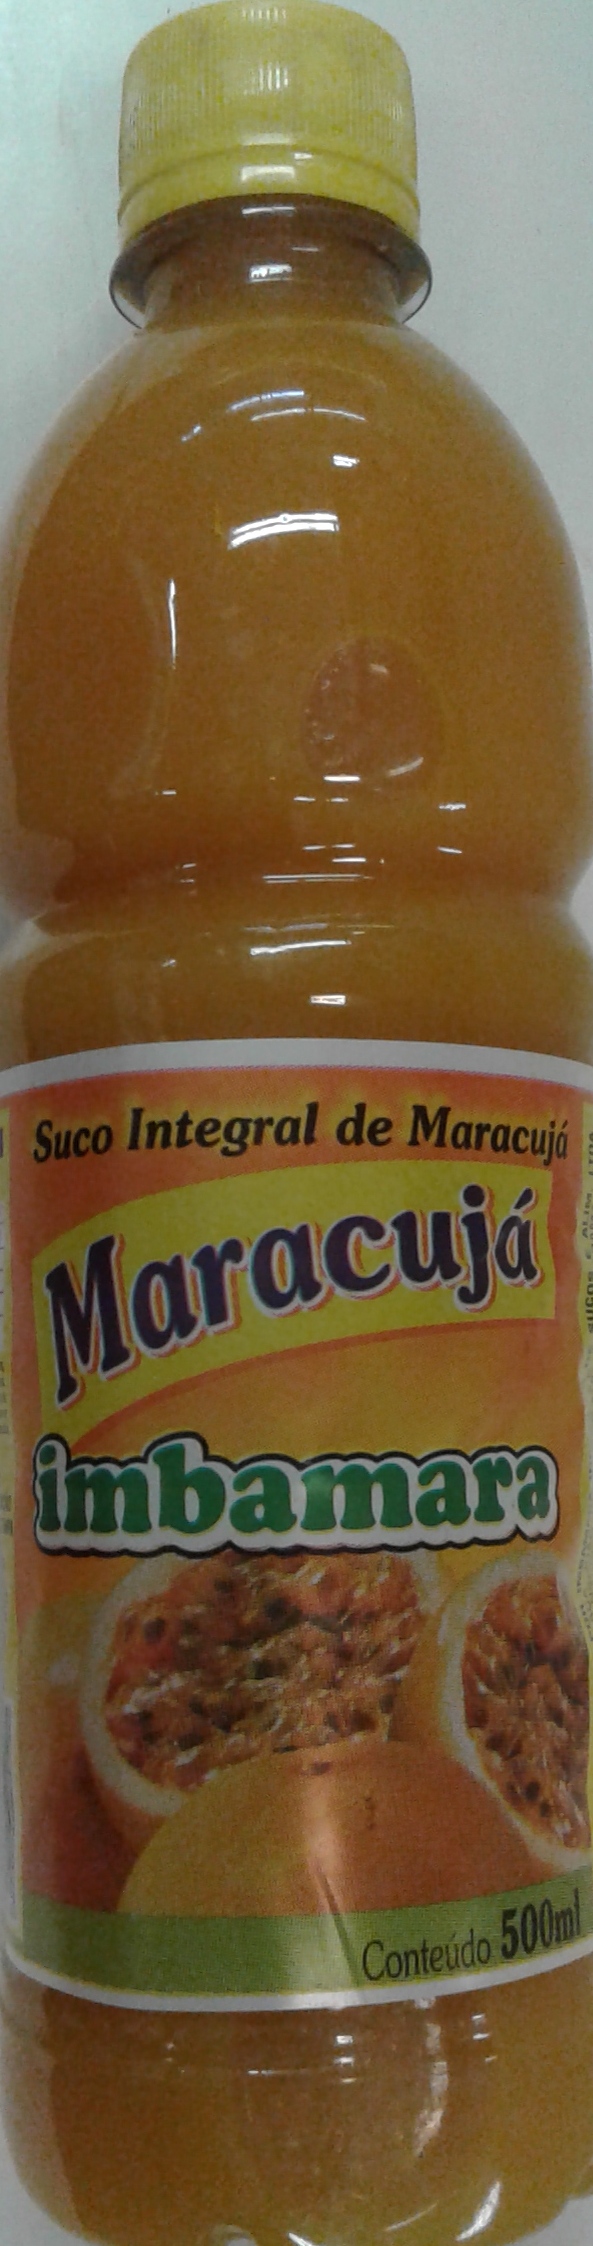 Suco Integral de Maracujá
Maracujá
imbamara
Conteúdo 500ml